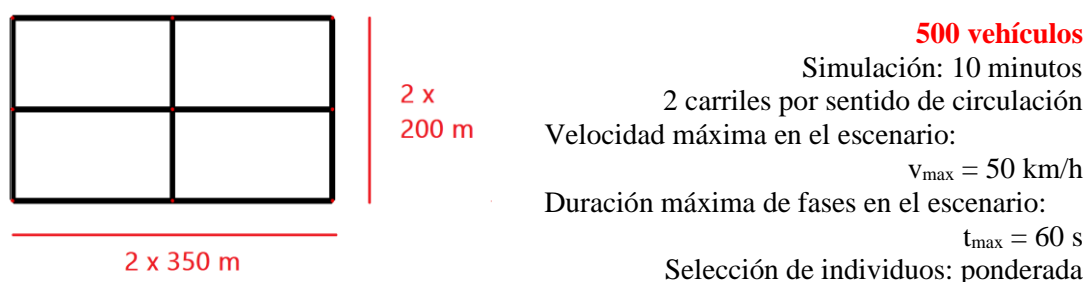 2 x
200 m
2 x 350 m
500 vehículos
Simulación: 10 minutos
2 carriles por sentido de circulación
Velocidad máxima en el escenario:
vmax = 50 km/h
Duración máxima de fases en el escenario:
tmax = 60 s
Selección de individuos: ponderada